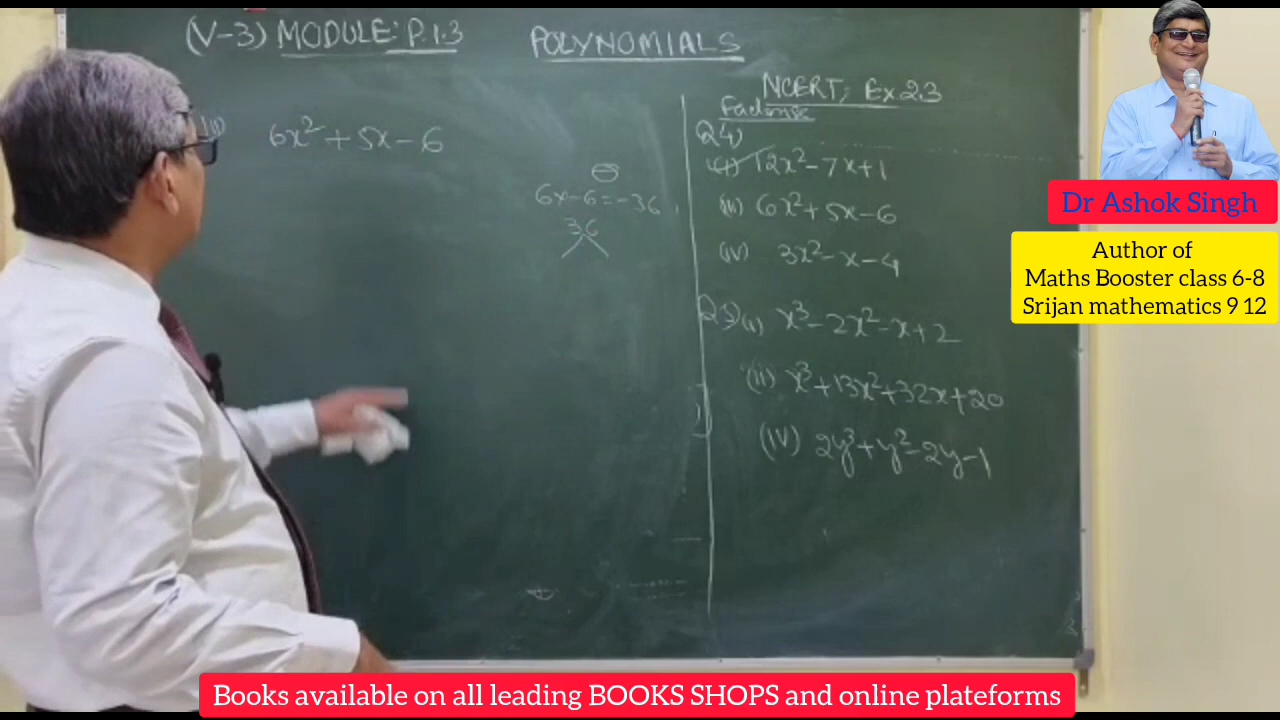 (V-3) MODULE: P.1.3
POLYNOMIALS
6x² + 5x - 6
⊖
6x-6=-36
36
NCERT, Ex 2.3
Factorise
Q4)
(i) 12x² - 7x + 1
(iii) 6x² + 5x - 6
(iv) 3x² - x - 4
Q5) (i) x³ - 2x² - x + 2
(iii) x³ + 13x² + 32x + 20
(iv) 2y³ + y² - 2y - 1
Dr Ashok Singh
Author of
Maths Booster class 6-8
Srijan mathematics 9 12
Books available on all leading BOOKS SHOPS and online plateforms